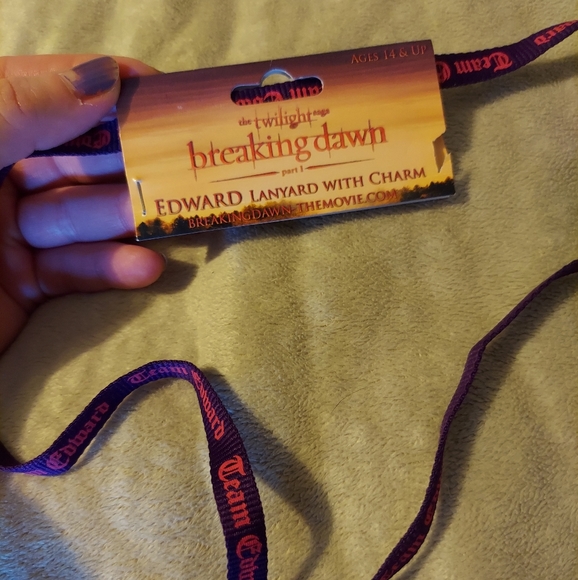 AGES 14 & UP
Team
the twilight saga
breaking dawn
part 1
EDWARD LANYARD WITH CHARM
BREAKINGDAWN-THEMOVIE.COM
Team Edward
Edward
Team